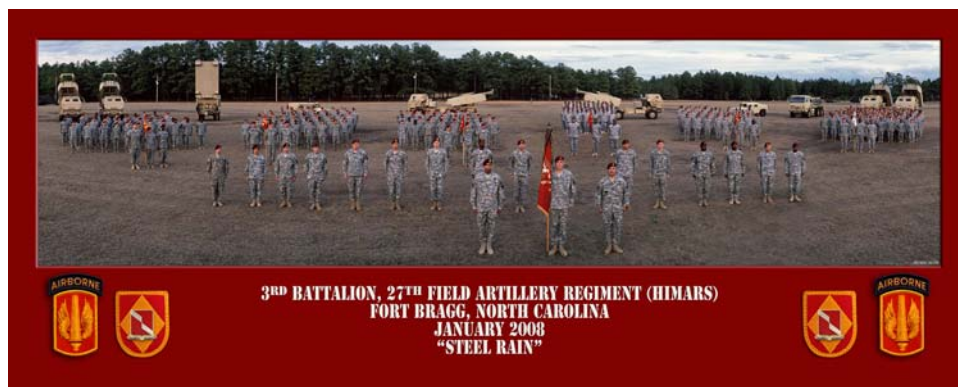 3RD BATTALION, 27TH FIELD ARTILLERY REGIMENT (HIMARS)
FORT BRAGG, NORTH CAROLINA
JANUARY 2008
"STEEL RAIN"
AIRBORNE
AIRBORNE